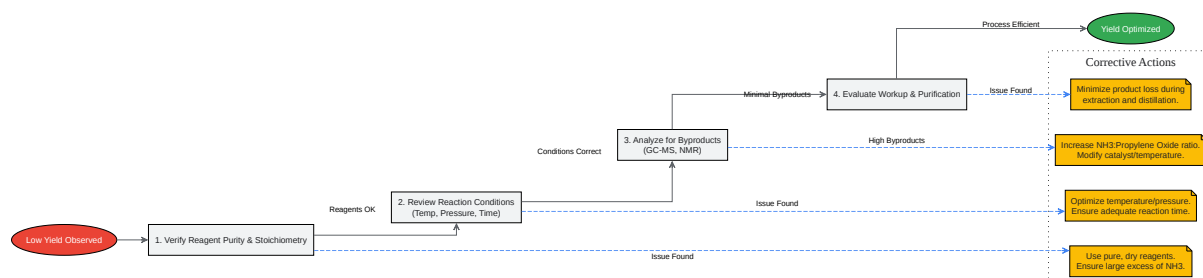 Process Efficient
Yield Optimized
Corrective Actions
4. Evaluate Workup & Purification
Issue Found
Minimize product loss during
extraction and distillation.
Minimal Byproducts
3. Analyze for Byproducts
(GC-MS, NMR)
High Byproducts
Increase NH3:Propylene Oxide ratio.
Modify catalyst/temperature.
Conditions Correct
2. Review Reaction Conditions
(Temp, Pressure, Time)
Issue Found
Optimize temperature/pressure.
Ensure adequate reaction time.
Reagents OK
Low Yield Observed
1. Verify Reagent Purity & Stoichiometry
Issue Found
Use pure, dry reagents.
Ensure large excess of NH3.